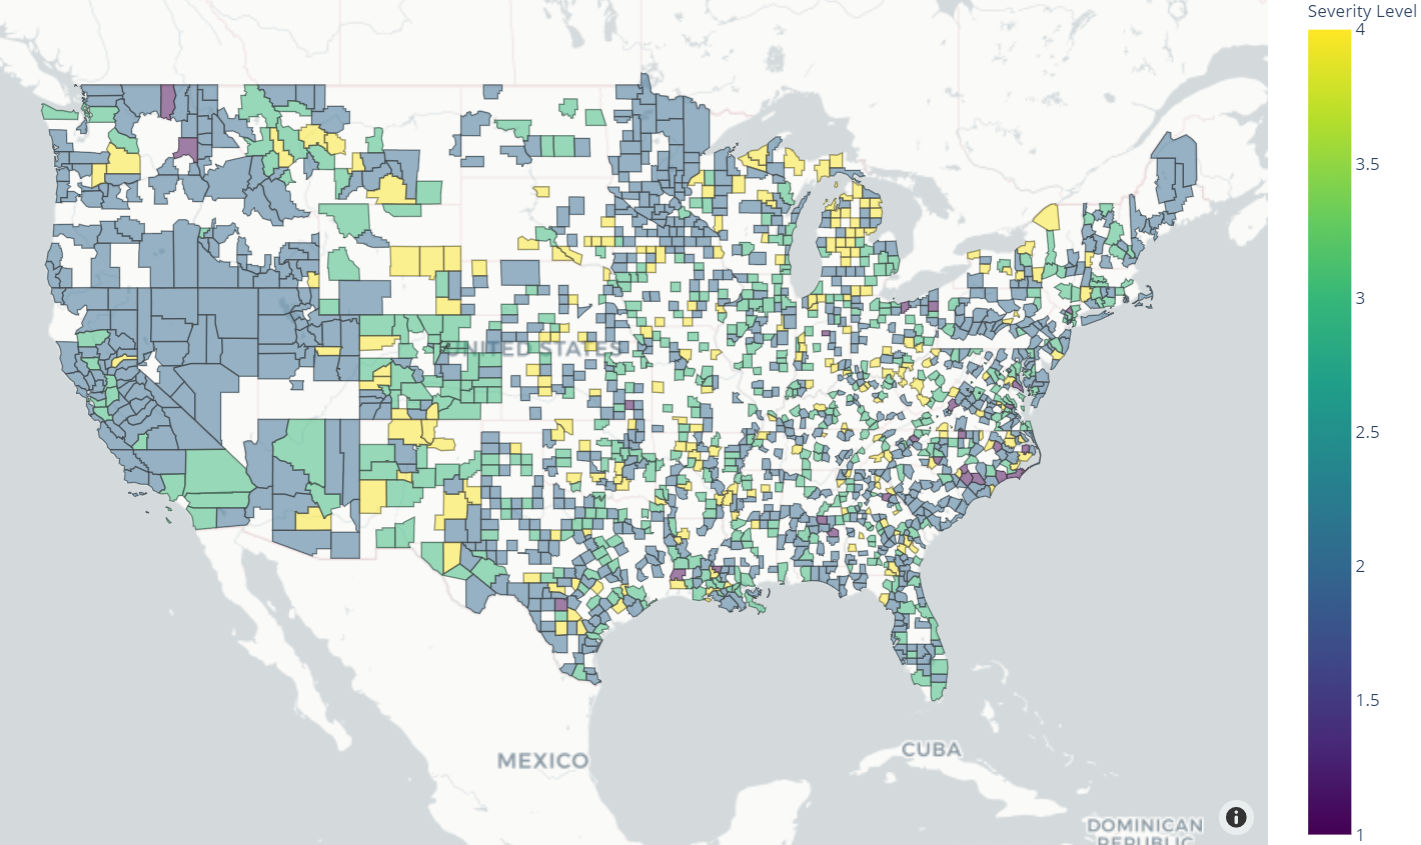 Severity Level
4
3.5
3
2.5
2
1.5
1
UNITED STATES
MEXICO
CUBA
DOMINICAN
REPUBLIC
i